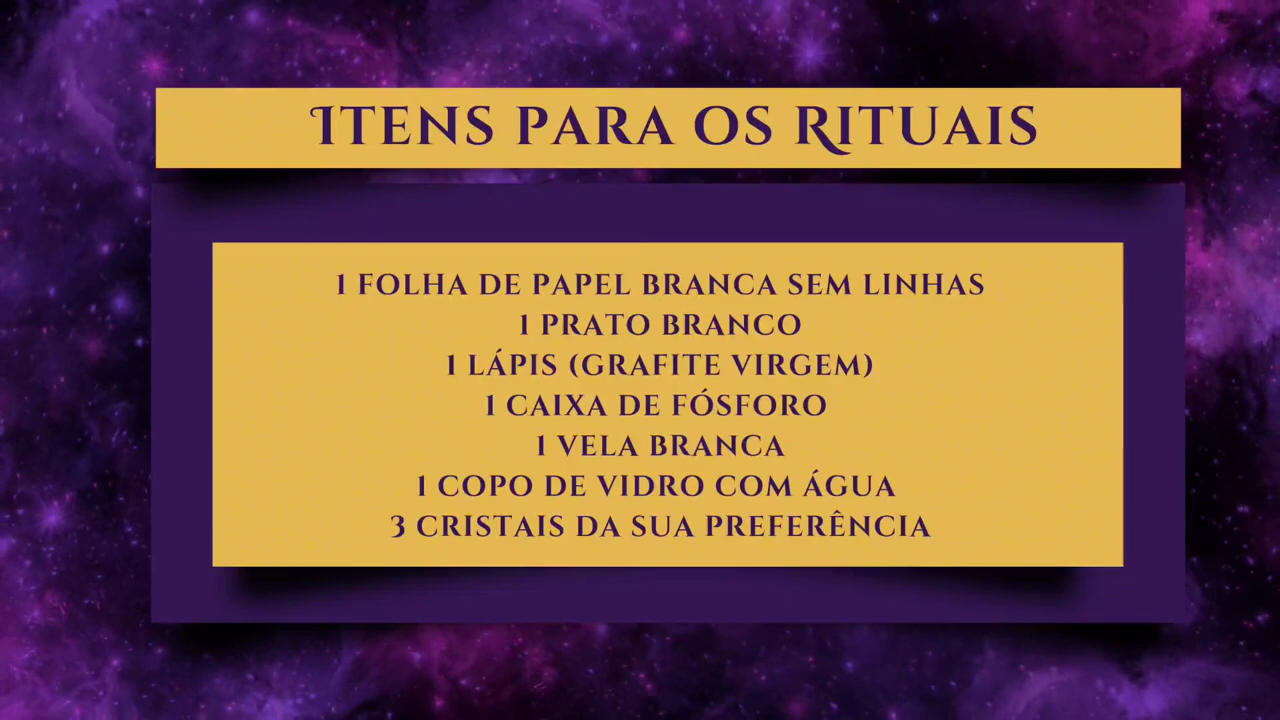 Itens para os Rituais
1 folha de papel branca sem linhas
1 prato branco
1 lápis (grafite virgem)
1 caixa de fósforo
1 vela branca
1 copo de vidro com água
3 cristais da sua preferência